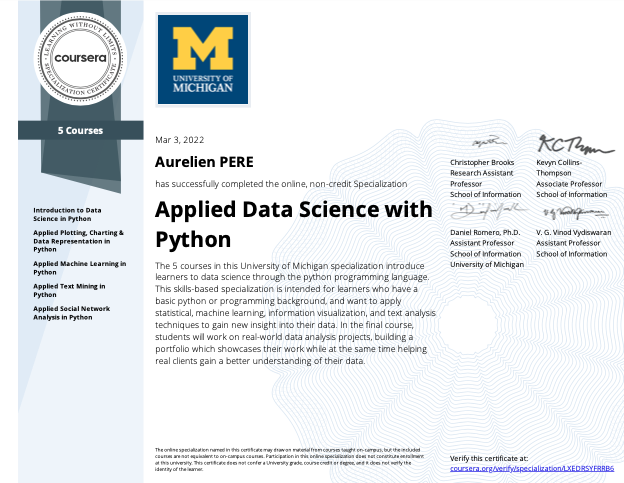 LEARNING WITHOUT LIMITS
coursera
SPECIALIZATION CERTIFICATE
5 Courses
Introduction to Data
Science in Python
Applied Plotting, Charting &
Data Representation in
Python
Applied Machine Learning in
Python
Applied Text Mining in
Python
Applied Social Network
Analysis in Python
M
UNIVERSITY OF
MICHIGAN
Mar 3, 2022
Aurelien PERE
has successfully completed the online, non-credit Specialization
Applied Data Science with
Python
The 5 courses in this University of Michigan specialization introduce
learners to data science through the python programming language.
This skills-based specialization is intended for learners who have a
basic python or programming background, and want to apply
statistical, machine learning, information visualization, and text analysis
techniques to gain new insight into their data. In the final course,
students will work on real-world data analysis projects, building a
portfolio which showcases their work while at the same time helping
real clients gain a better understanding of their data.
Christopher Brooks
Research Assistant
Professor
School of Information
Kevyn Collins-
Thompson
Associate Professor
School of Information
Daniel Romero, Ph.D.
Assistant Professor
School of Information
University of Michigan
V. G. Vinod Vydiswaran
Assistant Professor
School of Information
The online specialization named in this certificate may draw on material from courses taught on-campus, but the included
courses are not equivalent to on-campus courses. Participation in this online specialization does not constitute enrollment
at this university. This certificate does not confer a University grade, course credit or degree, and it does not verify the
identity of the learner.
Verify this certificate at:
coursera.org/verify/specialization/LXEDRSYFRRB6